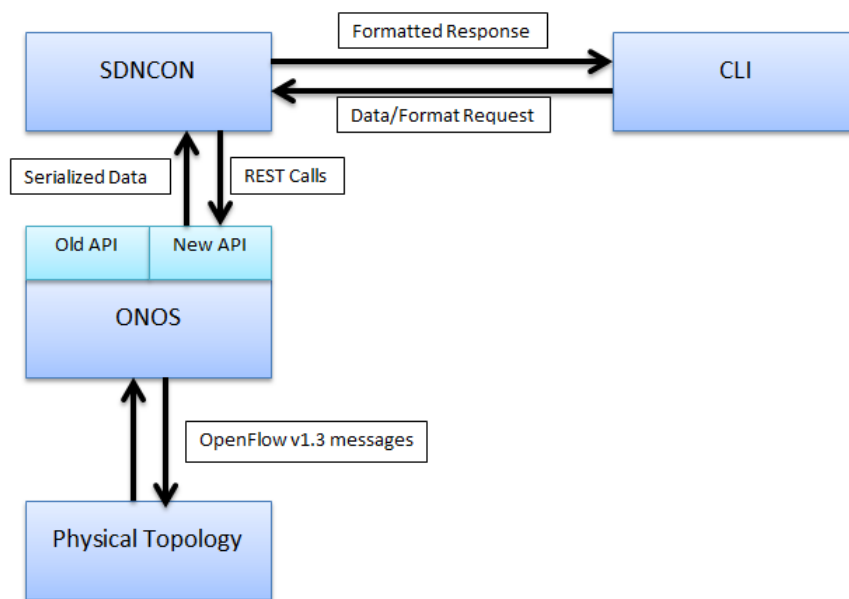 Formatted Response
SDNCON
CLI
Data/Format Request
Serialized Data
REST Calls
Old API
New API
ONOS
OpenFlow v1.3 messages
Physical Topology